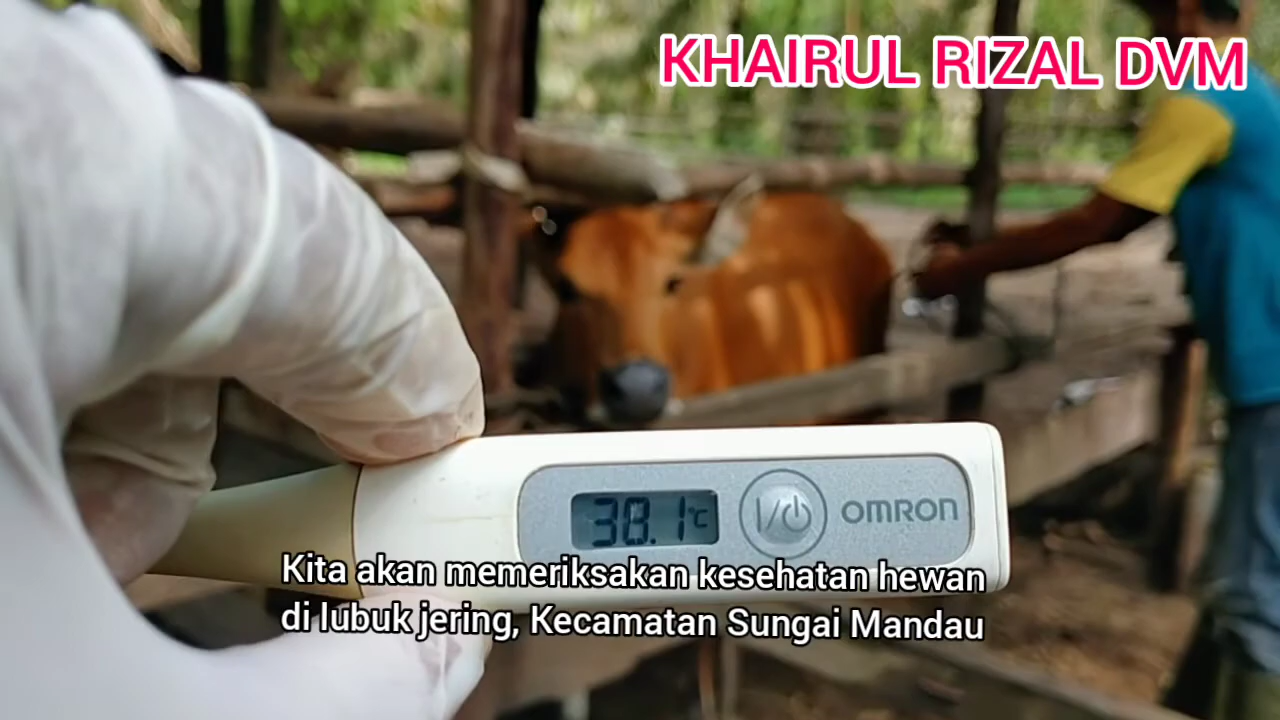 KHAIRUL RIZAL DVM
38.1°C
I/
OMRON
Kita akan memeriksakan kesehatan hewan
di lubuk jering, Kecamatan Sungai Mandau